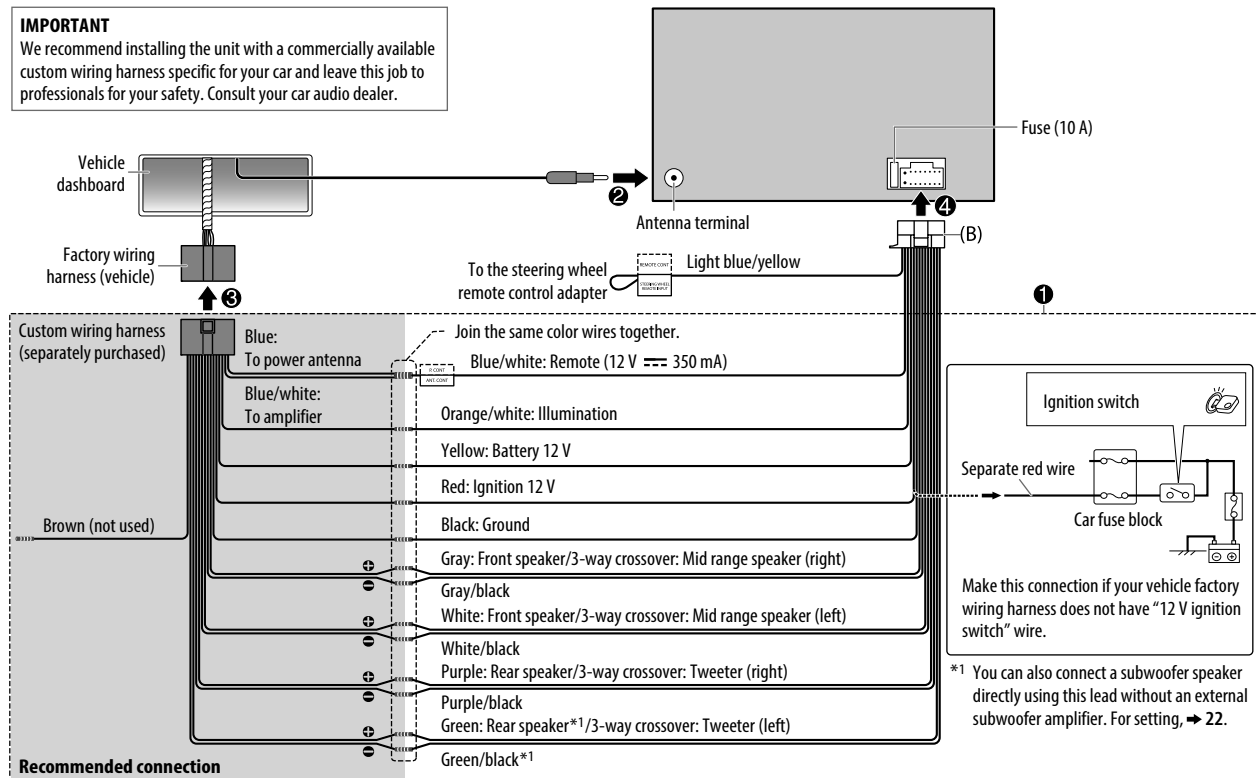 IMPORTANT
We recommend installing the unit with a commercially available
custom wiring harness specific for your car and leave this job to
professionals for your safety. Consult your car audio dealer.
Fuse (10 A)
Vehicle
dashboard
2
Antenna terminal
4
(B)
Factory wiring
harness (vehicle)
To the steering wheel
remote control adapter
REMOTE CONT
STEERING WHEEL
REMOTE INPUT
Light blue/yellow
3
1
Custom wiring harness
(separately purchased)
Blue:
To power antenna
Join the same color wires together.
P. CONT
ANT. CONT
Blue/white: Remote (12 V ⎓ 350 mA)
Blue/white:
To amplifier
Orange/white: Illumination
Yellow: Battery 12 V
Red: Ignition 12 V
Brown (not used)
Black: Ground
⊕
Gray: Front speaker/3-way crossover: Mid range speaker (right)
⊖
Gray/black
⊕
White: Front speaker/3-way crossover: Mid range speaker (left)
⊖
White/black
⊕
Purple: Rear speaker/3-way crossover: Tweeter (right)
⊖
Purple/black
⊕
Green: Rear speaker*1/3-way crossover: Tweeter (left)
⊖
Green/black*1
Recommended connection
Ignition switch
Separate red wire
Car fuse block
⊖ ⊕
Make this connection if your vehicle factory
wiring harness does not have “12 V ignition
switch” wire.
*1 You can also connect a subwoofer speaker
directly using this lead without an external
subwoofer amplifier. For setting, ➔ 22.